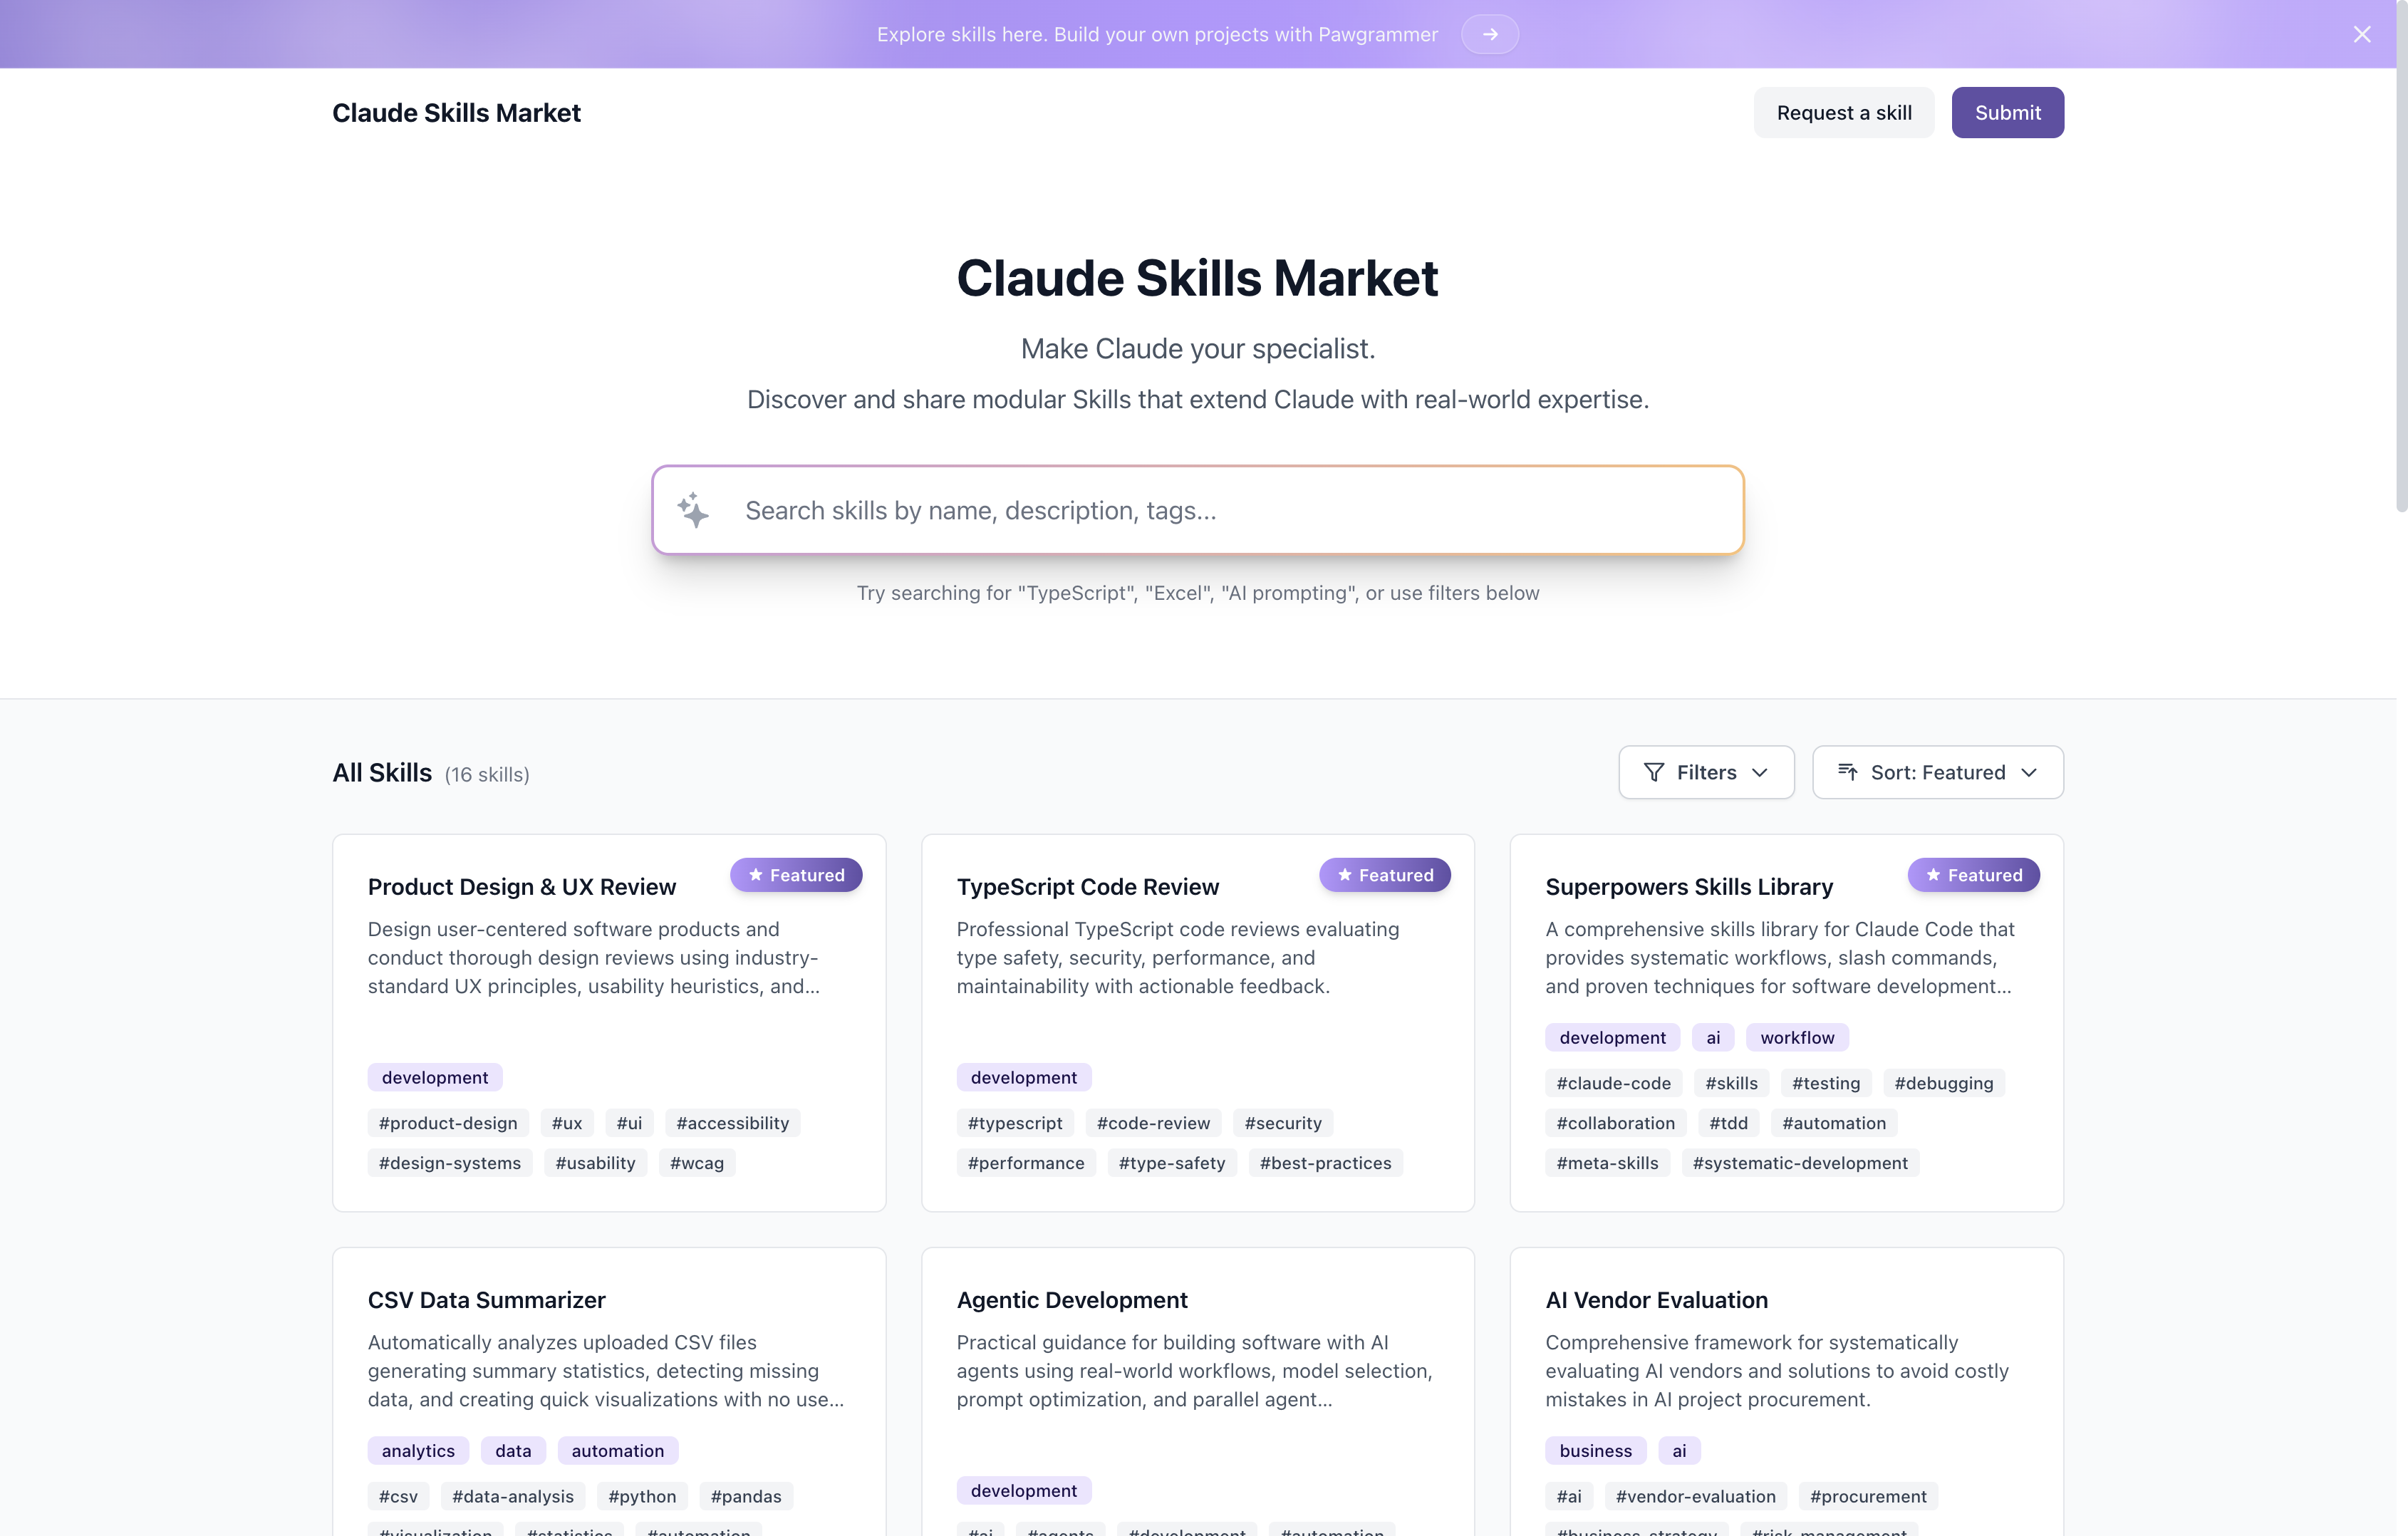 Explore skills here. Build your own projects with Pawgrammer
Claude Skills Market
Request a skill
Submit
Claude Skills Market
Make Claude your specialist.
Discover and share modular Skills that extend Claude with real-world expertise.
Search skills by name, description, tags...
Try searching for "TypeScript", "Excel", "AI prompting", or use filters below
All Skills (16 skills)
Filters
Sort: Featured
Product Design & UX Review
Featured
Design user-centered software products and
conduct thorough design reviews using industry-
standard UX principles, usability heuristics, and...
development
#product-design #ux #ui #accessibility
#design-systems #usability #wcag
TypeScript Code Review
Featured
Professional TypeScript code reviews evaluating
type safety, security, performance, and
maintainability with actionable feedback.
development
#typescript #code-review #security
#performance #type-safety #best-practices
Superpowers Skills Library
Featured
A comprehensive skills library for Claude Code that
provides systematic workflows, slash commands,
and proven techniques for software development...
development ai workflow
#claude-code #skills #testing #debugging
#collaboration #tdd #automation
#meta-skills #systematic-development
CSV Data Summarizer
Automatically analyzes uploaded CSV files
generating summary statistics, detecting missing
data, and creating quick visualizations with no use...
analytics data automation
#csv #data-analysis #python #pandas
#visualization #statistics #automation
Agentic Development
Practical guidance for building software with AI
agents using real-world workflows, model selection,
prompt optimization, and parallel agent...
development
#ai #agents #development #automation
AI Vendor Evaluation
Comprehensive framework for systematically
evaluating AI vendors and solutions to avoid costly
mistakes in AI project procurement.
business ai
#ai #vendor-evaluation #procurement
#business-strategy #risk-management